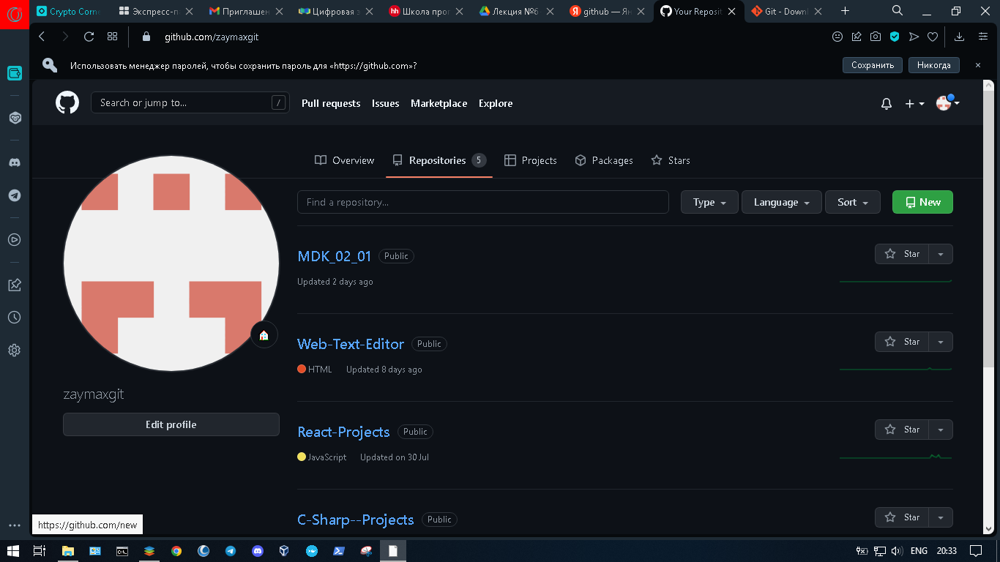 Crypto Corne
Экспресс-п
Приглашен
Цифровая э
Школа прог
Лекция №6
github — Ян
Your Reposit
Git - Downl
github.com/zaymaxgit
Использовать менеджер паролей, чтобы сохранить пароль для «https://github.com»?
Сохранить
Никогда
Search or jump to...
/
Pull requests
Issues
Marketplace
Explore
Overview
Repositories 5
Projects
Packages
Stars
Find a repository...
Type
Language
Sort
New
MDK_02_01 Public
Star
Updated 2 days ago
Web-Text-Editor Public
Star
HTML Updated 8 days ago
zaymaxgit
Edit profile
React-Projects Public
Star
JavaScript Updated on 30 Jul
C-Sharp--Projects Public
Star
https://github.com/new
ENG
20:33